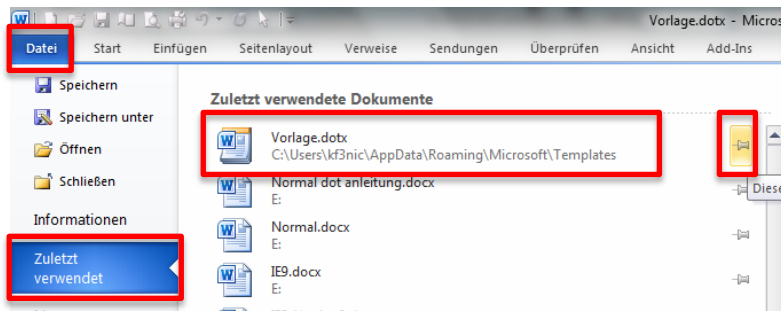 Vorlage.dotx - Micros
Datei Start Einfügen Seitenlayout Verweise Sendungen Überprüfen Ansicht Add-Ins
Speichern
Speichern unter
Öffnen
Schließen
Informationen
Zuletzt
verwendet
Zuletzt verwendete Dokumente
Vorlage.dotx
C:\Users\kf3nic\AppData\Roaming\Microsoft\Templates
Diese
Normal dot anleitung.docx
E:
Normal.docx
E:
IE9.docx
E: